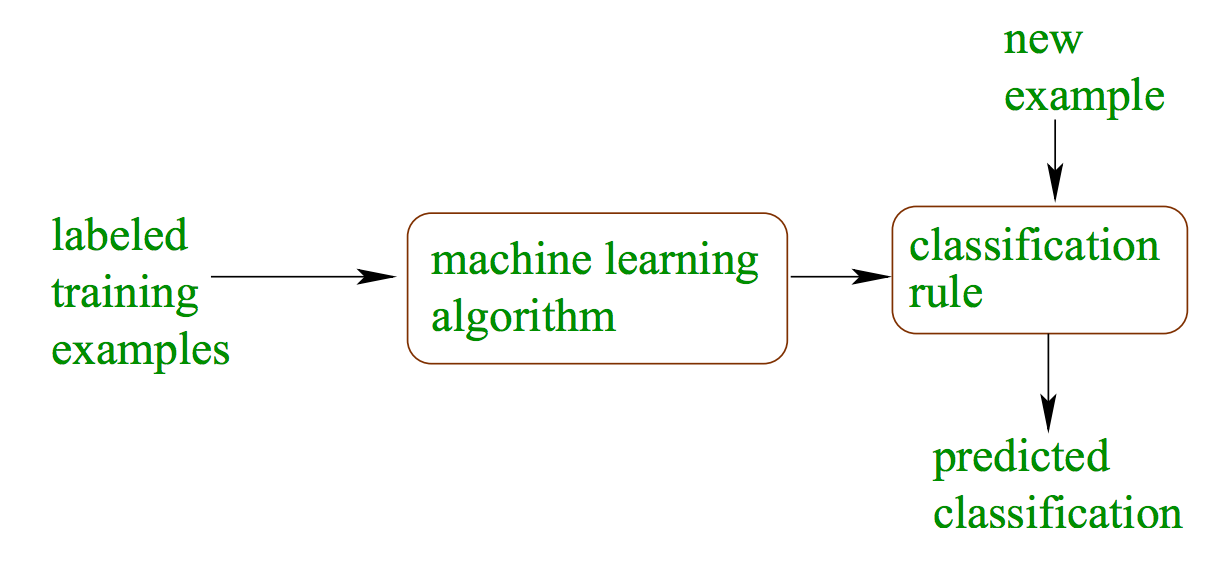 new
example
labeled
training
examples
machine learning
algorithm
classification
rule
predicted
classification